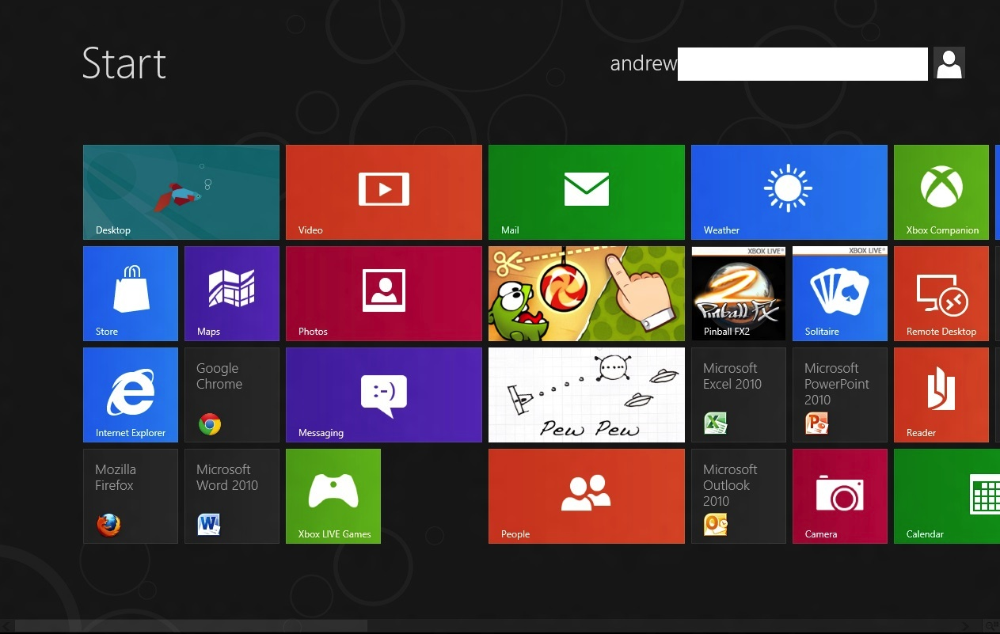 Start
andrew
Desktop
Video
Mail
Weather
Xbox Companion
Store
Maps
Photos
XBOX LIVE®
2
Pinball FX
Pinball FX2
XBOX LIVE®
Solitaire
Remote Desktop
Internet Explorer
Google
Chrome
:-)
Messaging
Pew Pew
Microsoft
Excel 2010
Microsoft
PowerPoint
2010
Reader
Mozilla
Firefox
Microsoft
Word 2010
Xbox LIVE Games
People
Microsoft
Outlook
2010
Camera
Calendar